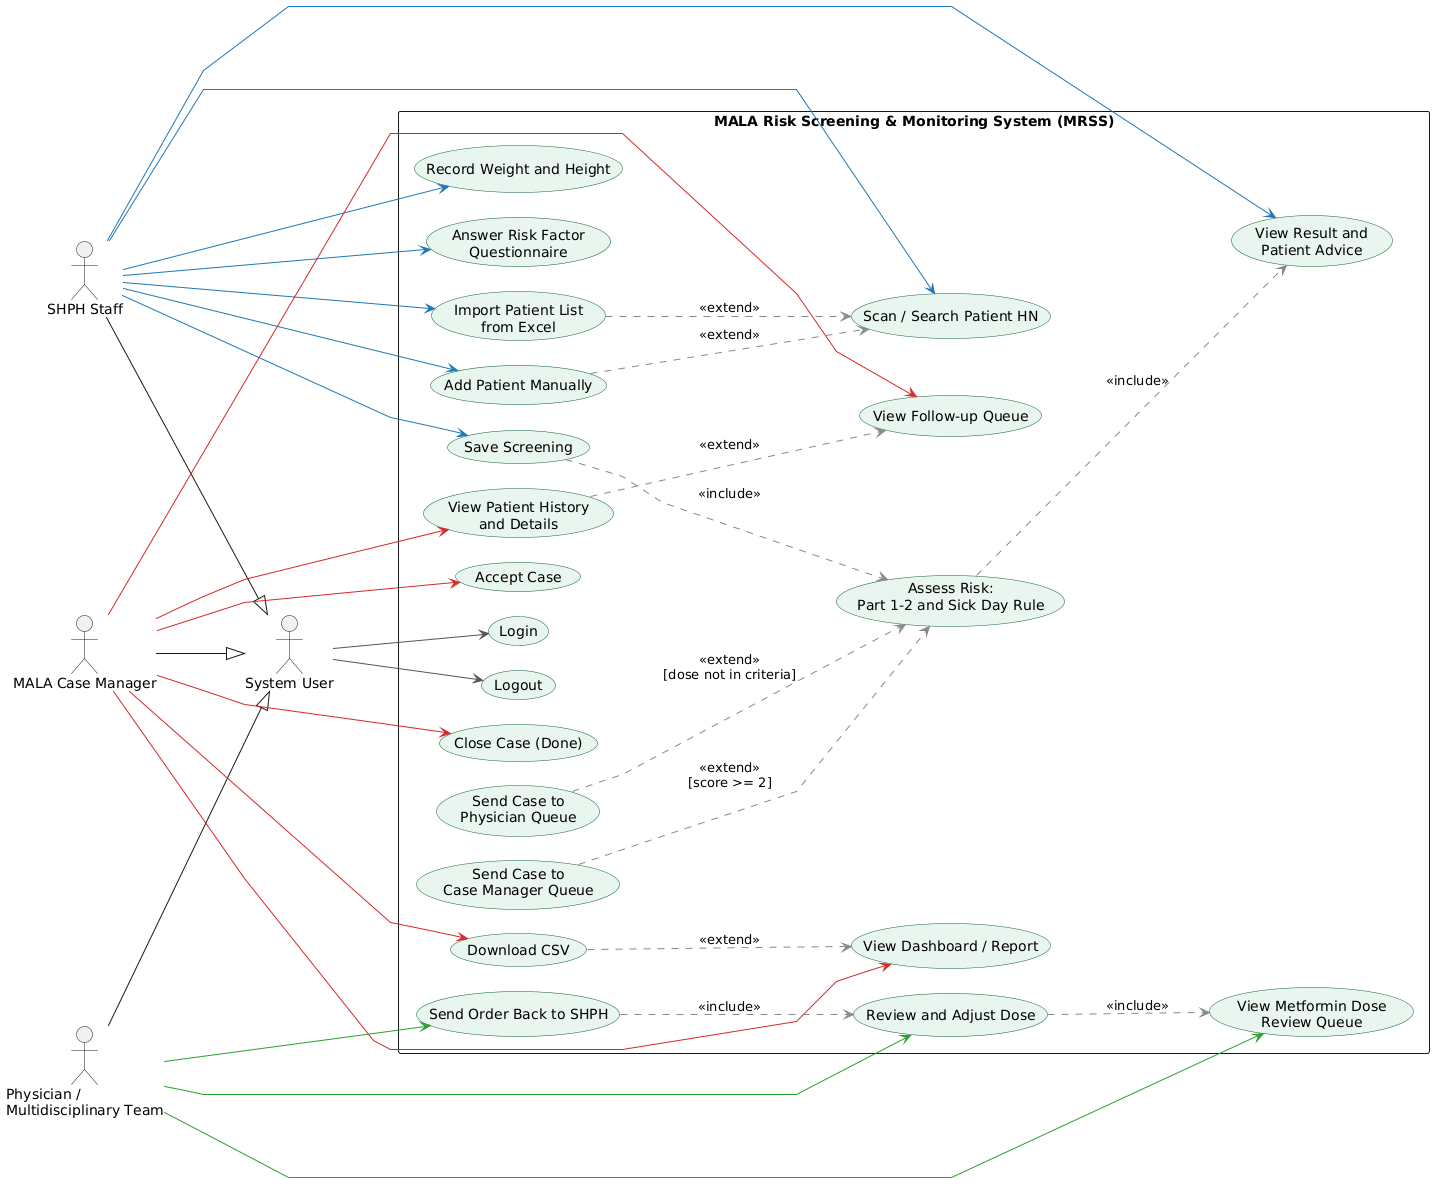 MALA Risk Screening & Monitoring System (MRSS)
Record Weight and Height
Answer Risk Factor
Questionnaire
View Result and
Patient Advice
SHPH Staff
Import Patient List
from Excel
«extend»
Scan / Search Patient HN
«extend»
Add Patient Manually
«include»
View Follow-up Queue
Save Screening
«extend»
View Patient History
and Details
«include»
Accept Case
Assess Risk:
Part 1-2 and Sick Day Rule
Login
MALA Case Manager
System User
Logout
«extend»
[dose not in criteria]
Close Case (Done)
«extend»
[score >= 2]
Send Case to
Physician Queue
Send Case to
Case Manager Queue
Download CSV
«extend»
View Dashboard / Report
Send Order Back to SHPH
«include»
Review and Adjust Dose
«include»
View Metformin Dose
Review Queue
Physician /
Multidisciplinary Team